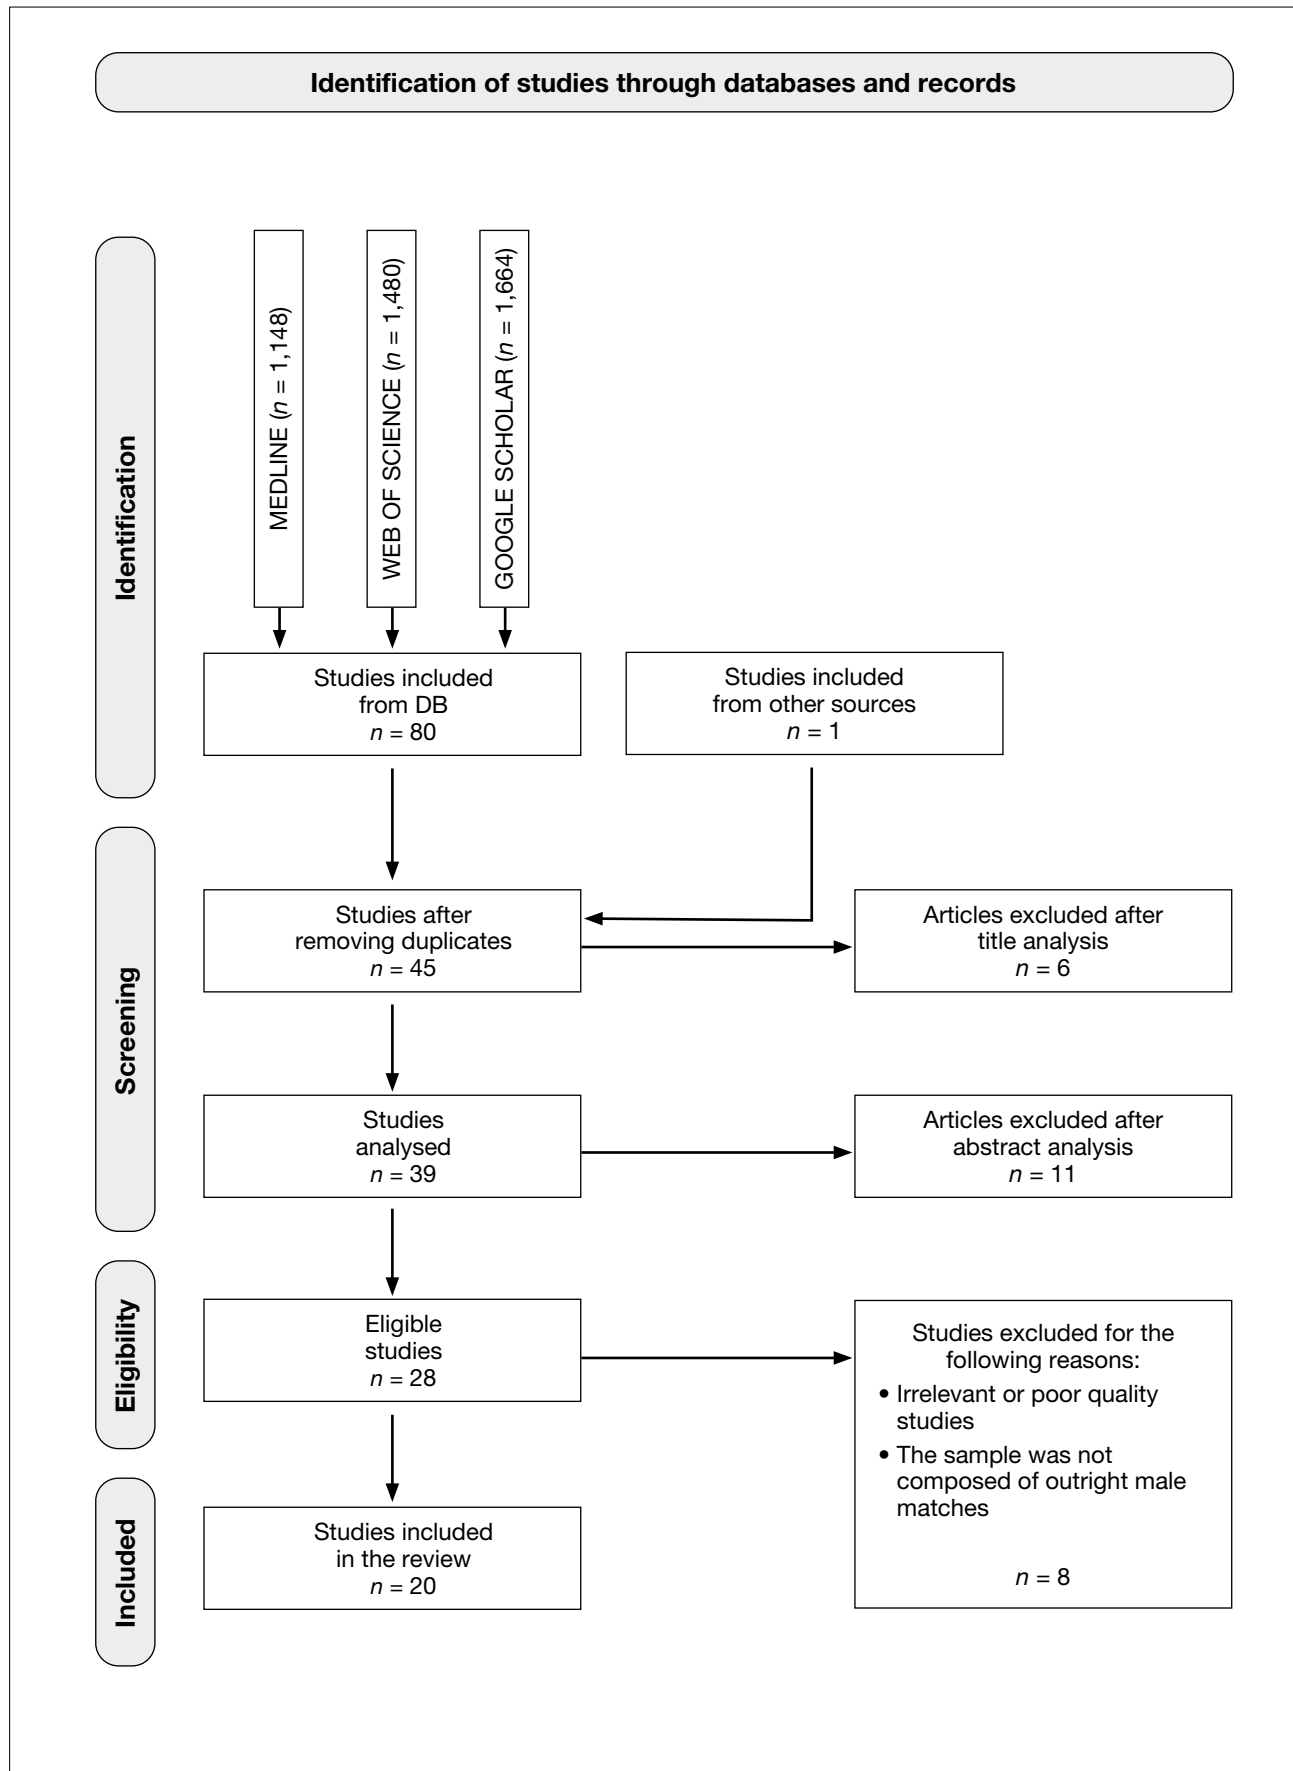 Identification of studies through databases and records
Identification
MEDLINE (n = 1,148)
WEB OF SCIENCE (n = 1,480)
GOOGLE SCHOLAR (n = 1,664)
Studies included
from DB
n = 80
Studies included
from other sources
n = 1
Screening
Studies after
removing duplicates
n = 45
Articles excluded after
title analysis
n = 6
Studies
analysed
n = 39
Articles excluded after
abstract analysis
n = 11
Eligibility
Eligible
studies
n = 28
Studies excluded for the
following reasons:
• Irrelevant or poor quality
studies
• The sample was not
composed of outright male
matches
n = 8
Included
Studies included
in the review
n = 20